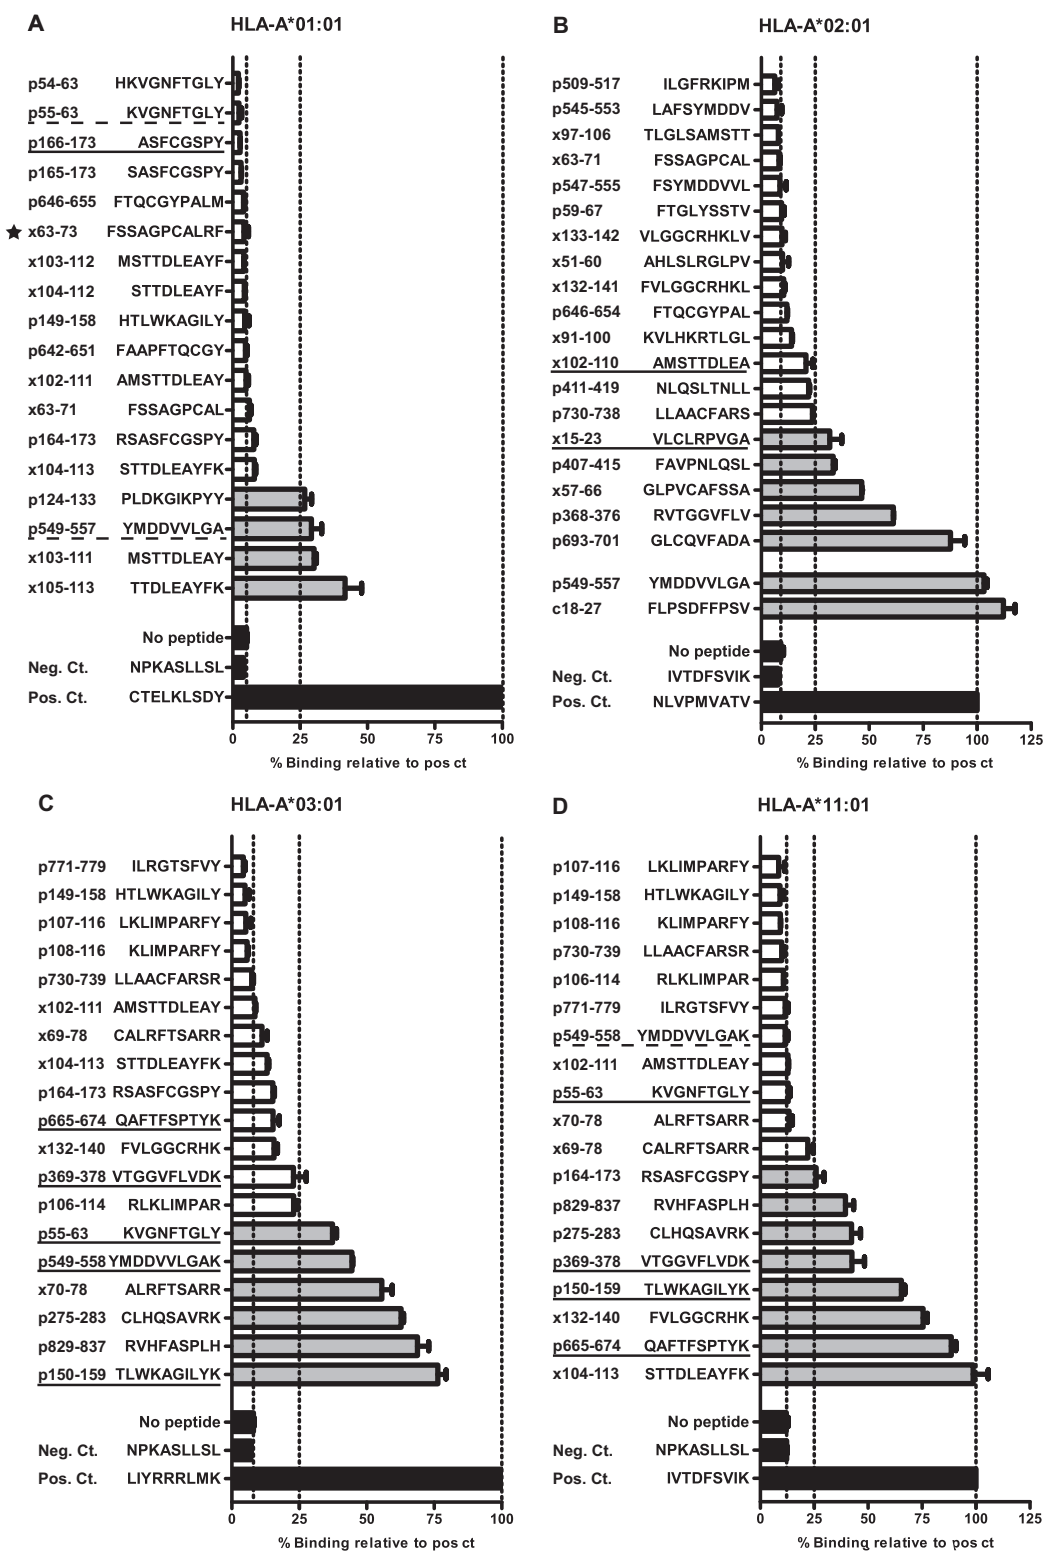 A HLA-A*01:01
p54-63 HKVGNFTGLY
p55-63 KVGNFTGLY
p166-173 ASFCGSPY
p165-173 SASFCGSPY
p646-655 FTQCGYPALM
x63-73 FSSAGPCALRF
x103-112 MSTTDLEAYF
x104-112 STTDLEAYF
p149-158 HTLWKAGILY
p642-651 FAAPFTQCGY
x102-111 AMSTTDLEAY
x63-71 FSSAGPCAL
p164-173 RSASFCGSPY
x104-113 STTDLEAYFK
p124-133 PLDKGIKPYY
p549-557 YMDDVVLGA
x103-111 MSTTDLEAY
x105-113 TTDLEAYFK
No peptide
Neg. Ct. NPKASLLSL
Pos. Ct. CTELKLSDY
0 25 50 75 100
% Binding relative to pos ct
B HLA-A*02:01
p509-517 ILGFRKIPM
p545-553 LAFSYMDDV
x97-106 TLGLSAMSTT
x63-71 FSSAGPCAL
p547-555 FSYMDDVVL
p59-67 FTGLYSSTV
x133-142 VLGGCRHKLV
x51-60 AHLSLRGLPV
x132-141 FVLGGCRHKL
p646-654 FTQCGYPAL
x91-100 KVLHKRTLGL
x102-110 AMSTTDLEA
p411-419 NLQSLTNLL
p730-738 LLAACFARS
x15-23 VLCLRPVGA
p407-415 FAVPNLQSL
x57-66 GLPVCAFSSA
p368-376 RVTGGVFLV
p693-701 GLCQVFADA
p549-557 YMDDVVLGA
c18-27 FLPSDFFPSV
No peptide
Neg. Ct. IVTDFSVIK
Pos. Ct. NLVPMVATV
0 25 50 75 100 125
% Binding relative to pos ct
C HLA-A*03:01
p771-779 ILRGTSFVY
p149-158 HTLWKAGILY
p107-116 LKLIMPARFY
p108-116 KLIMPARFY
p730-739 LLAACFARSR
x102-111 AMSTTDLEAY
x69-78 CALRFTSARR
x104-113 STTDLEAYFK
p164-173 RSASFCGSPY
p665-674 QAFTFSPTYK
x132-140 FVLGGCRHK
p369-378 VTGGVFLVDK
p106-114 RLKLIMPAR
p55-63 KVGNFTGLY
p549-558 YMDDVVLGAK
x70-78 ALRFTSARR
p275-283 CLHQSAVRK
p829-837 RVHFASPLH
p150-159 TLWKAGILYK
No peptide
Neg. Ct. NPKASLLSL
Pos. Ct. LIYRRRLMK
0 25 50 75 100
% Binding relative to pos ct
D HLA-A*11:01
p107-116 LKLIMPARFY
p149-158 HTLWKAGILY
p108-116 KLIMPARFY
p730-739 LLAACFARSR
p106-114 RLKLIMPAR
p771-779 ILRGTSFVY
p549-558 YMDDVVLGAK
x102-111 AMSTTDLEAY
p55-63 KVGNFTGLY
x70-78 ALRFTSARR
x69-78 CALRFTSARR
p164-173 RSASFCGSPY
p829-837 RVHFASPLH
p275-283 CLHQSAVRK
p369-378 VTGGVFLVDK
p150-159 TLWKAGILYK
x132-140 FVLGGCRHK
p665-674 QAFTFSPTYK
x104-113 STTDLEAYFK
No peptide
Neg. Ct. NPKASLLSL
Pos. Ct. IVTDFSVIK
0 25 50 75 100 125
% Binding relative to pos ct